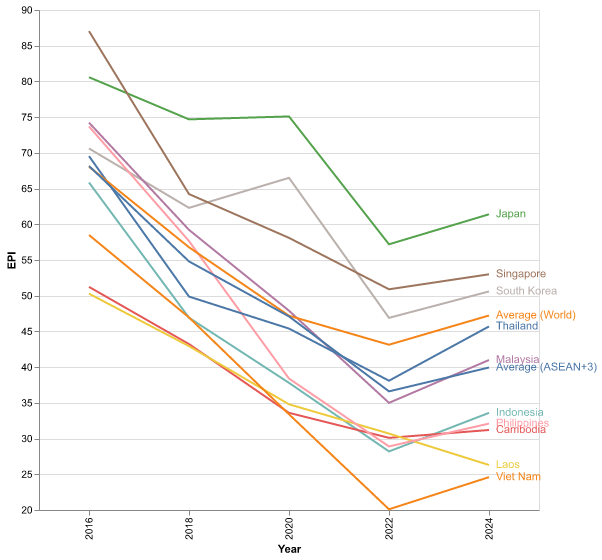 90
85
80
75
70
65
60
55
50
45
40
35
30
25
20
EPI
2016
2018
2020
2022
2024
Year
Japan
Singapore
South Korea
Average (World)
Thailand
Malaysia
Average (ASEAN+3)
Indonesia
Philippines
Cambodia
Laos
Viet Nam